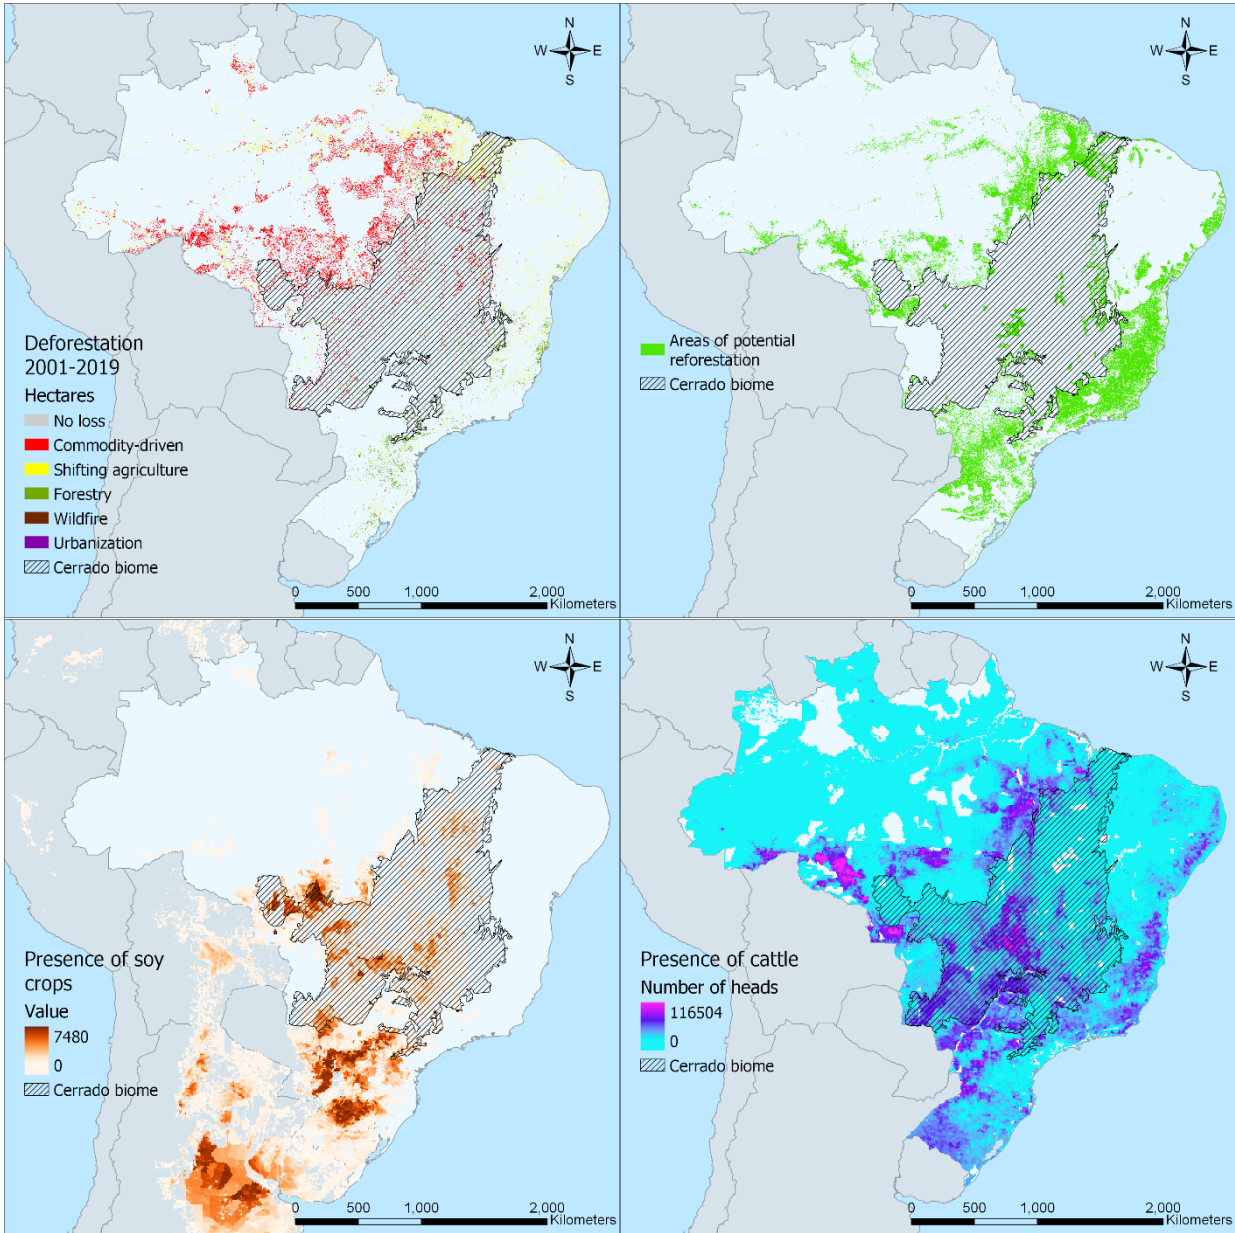 N
W E
S
Deforestation
2001-2019
Hectares
No loss
Commodity-driven
Shifting agriculture
Forestry
Wildfire
Urbanization
Cerrado biome
0 500 1,000 2,000
Kilometers
N
W E
S
Areas of potential
reforestation
Cerrado biome
0 500 1,000 2,000
Kilometers
N
W E
S
Presence of soy
crops
Value
7480
0
Cerrado biome
0 500 1,000 2,000
Kilometers
N
W E
S
Presence of cattle
Number of heads
116504
0
Cerrado biome
0 500 1,000 2,000
Kilometers